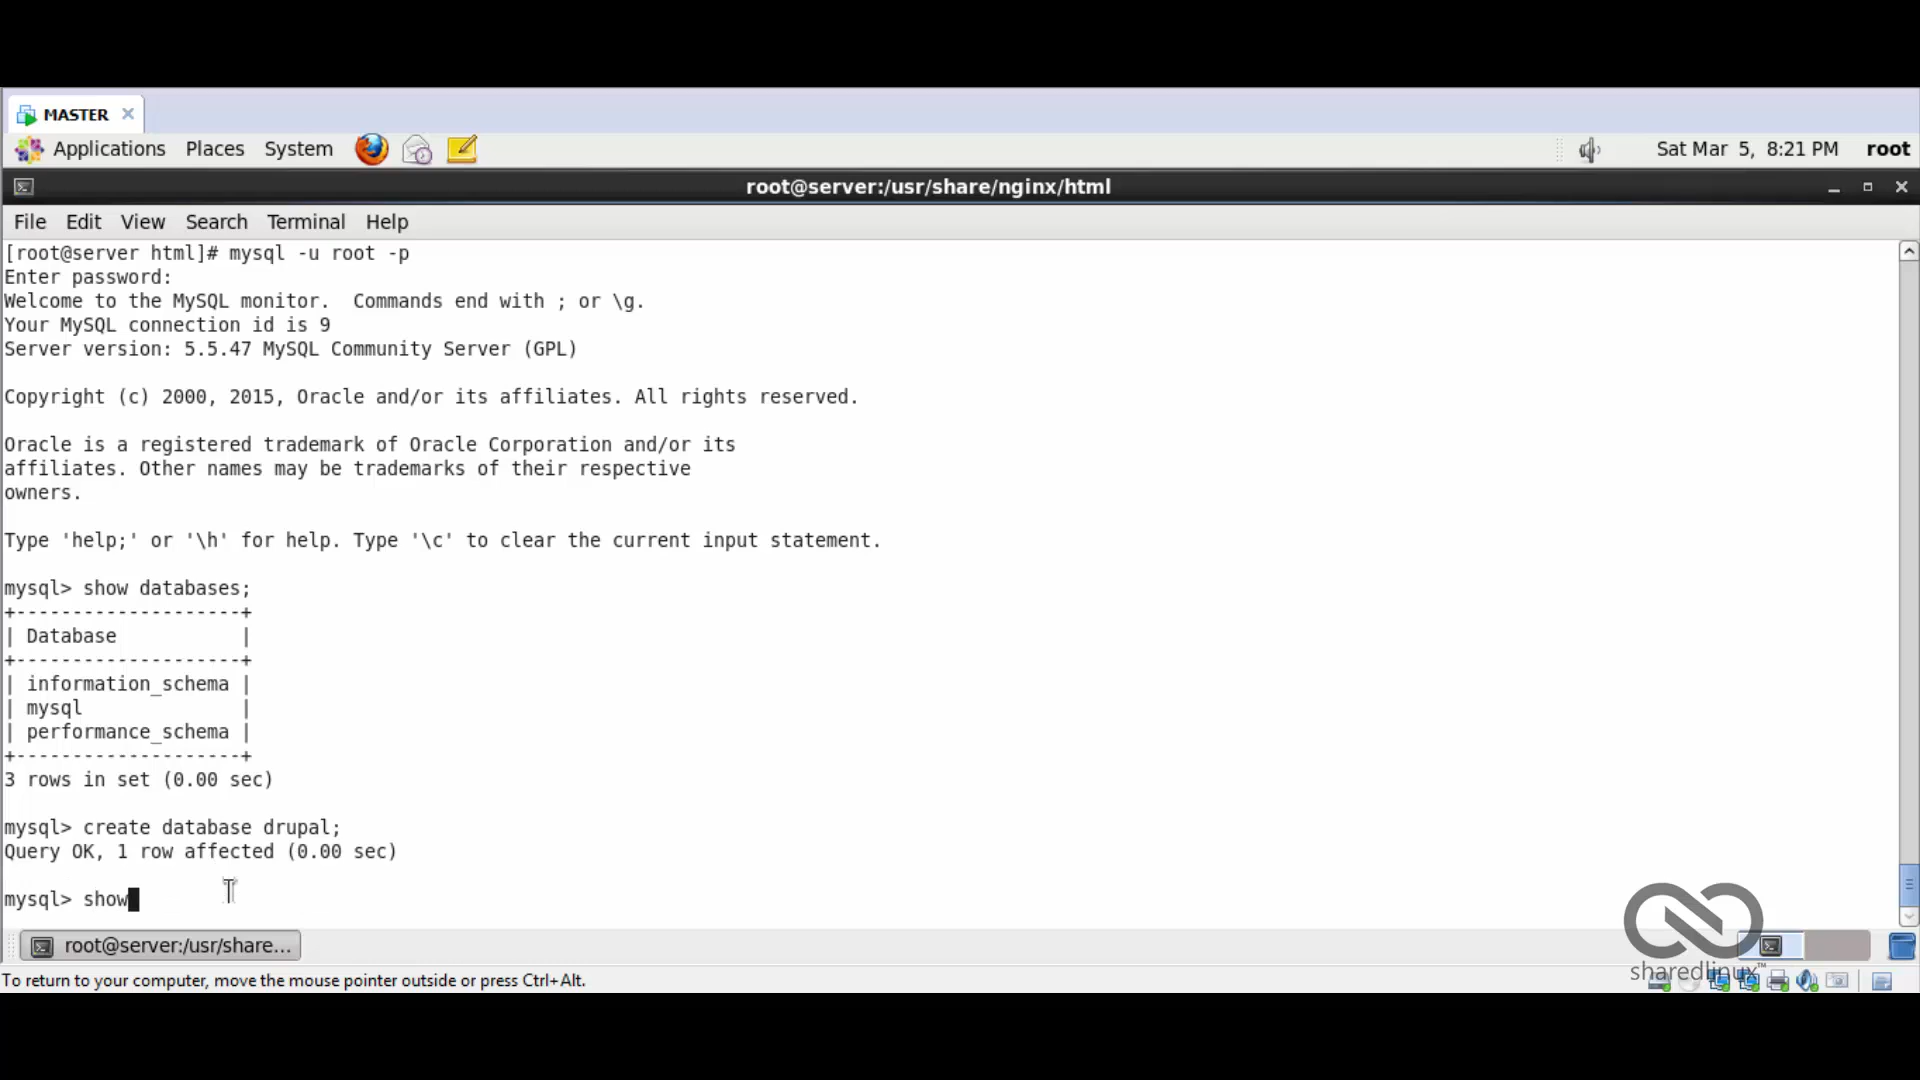 MASTER
Applications Places System Sat Mar 5, 8:21 PM root
root@server:/usr/share/nginx/html
File Edit View Search Terminal Help
[root@server html]# mysql -u root -p
Enter password:
Welcome to the MySQL monitor.  Commands end with ; or \g.
Your MySQL connection id is 9
Server version: 5.5.47 MySQL Community Server (GPL)
Copyright (c) 2000, 2015, Oracle and/or its affiliates. All rights reserved.
Oracle is a registered trademark of Oracle Corporation and/or its
affiliates. Other names may be trademarks of their respective
owners.
Type 'help;' or '\h' for help. Type '\c' to clear the current input statement.
mysql> show databases;
+--------------------+
| Database           |
+--------------------+
| information_schema |
| mysql              |
| performance_schema |
+--------------------+
3 rows in set (0.00 sec)
mysql> create database drupal;
Query OK, 1 row affected (0.00 sec)
mysql> show
root@server:/usr/share...
sharedlinux™
To return to your computer, move the mouse pointer outside or press Ctrl+Alt.